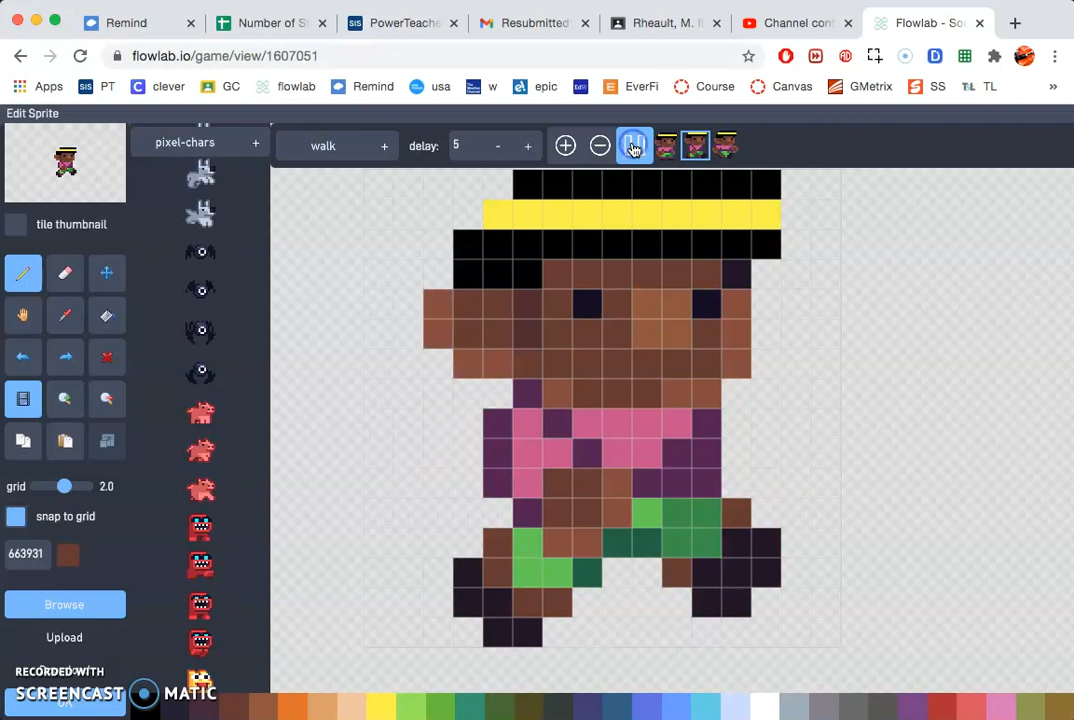 Remind
Number of S
PowerTeache
Resubmitted
Rheault, M. I
Channel cont
Flowlab - So
flowlab.io/game/view/1607051
Apps PT clever GC flowlab Remind usa w epic E EverFi Course Canvas GMetrix SS TL
Edit Sprite
pixel-chars +
walk +
delay: 5 - +
tile thumbnail
grid 2.0
snap to grid
663931
Browse
Upload
RECORDED WITH
SCREENCAST MATIC